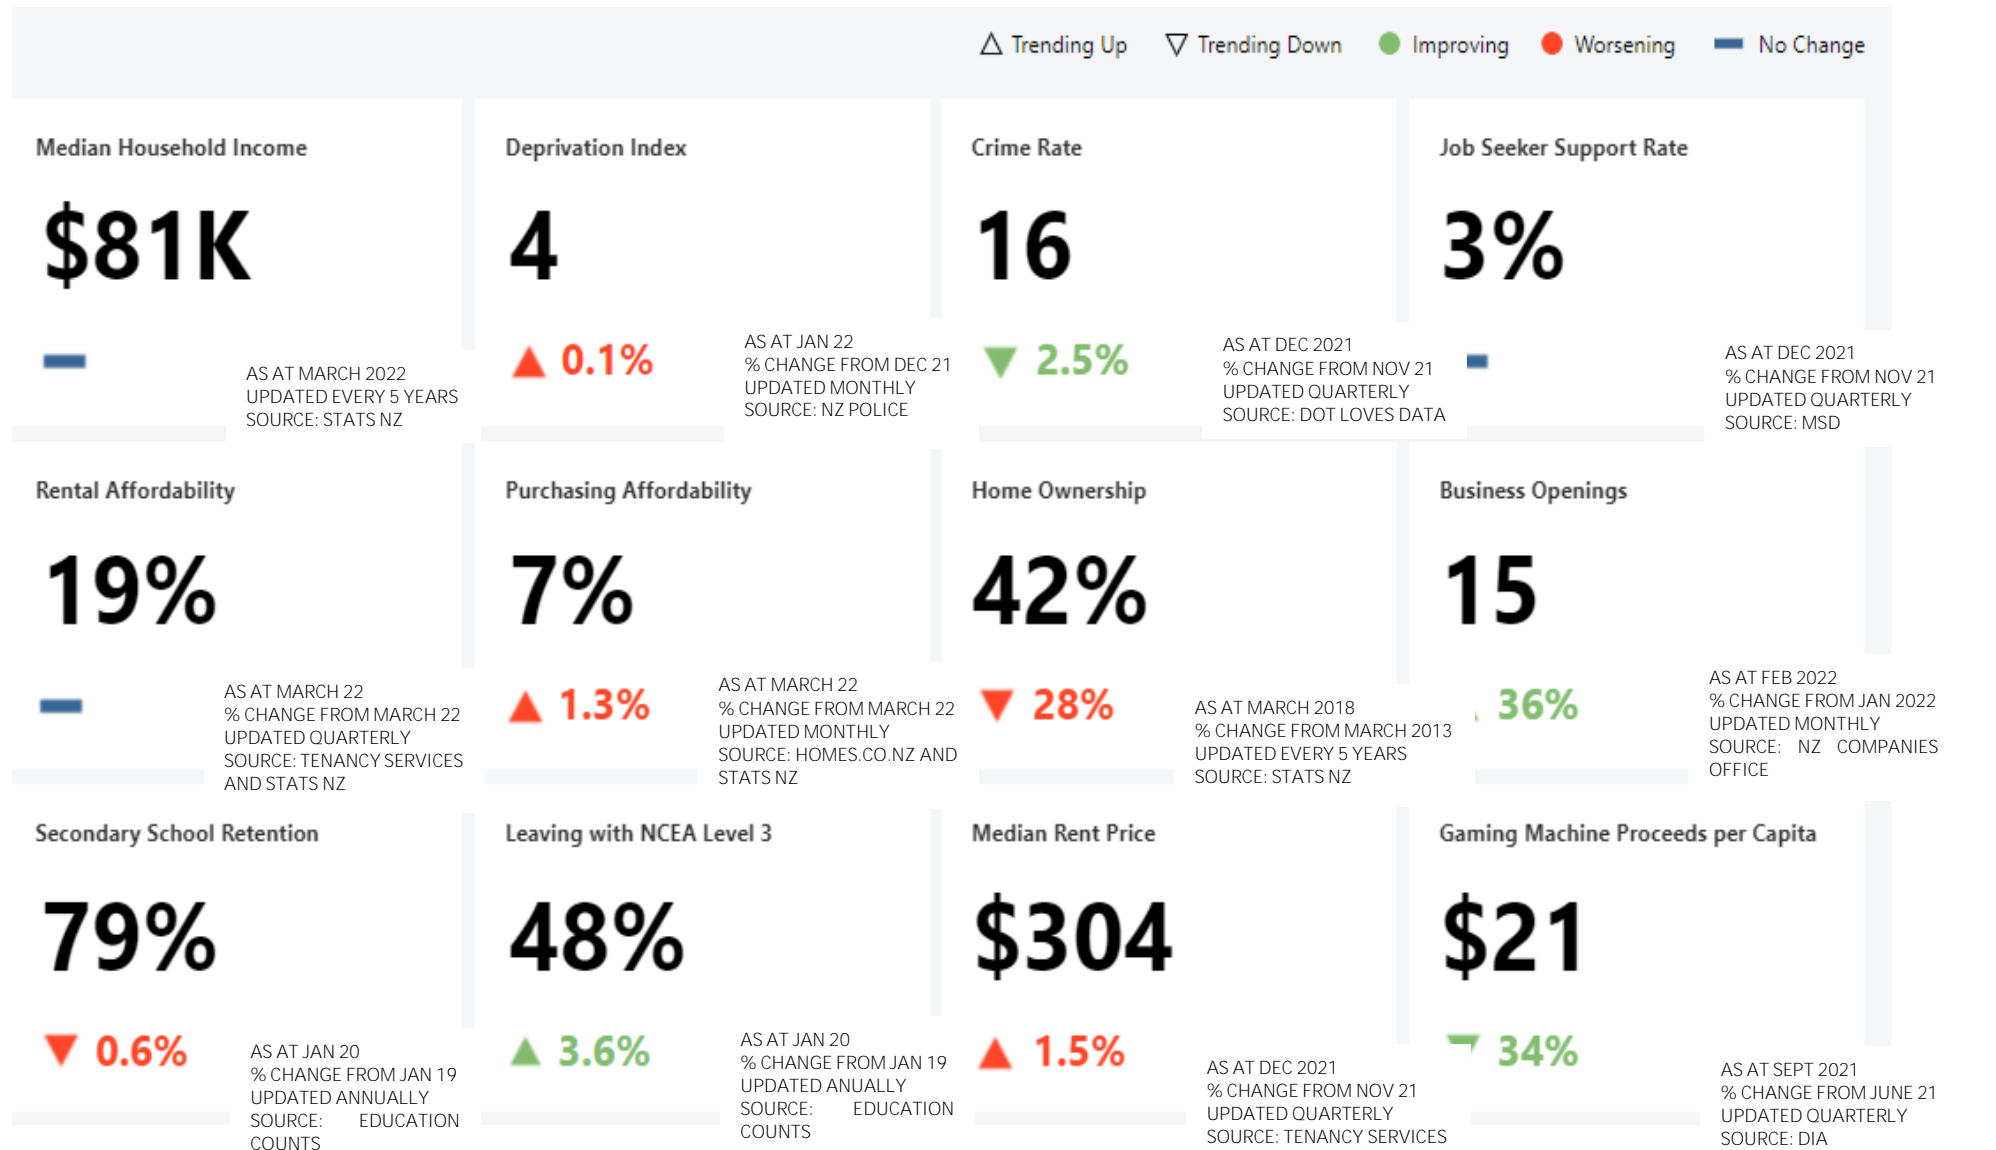 Trending Up Trending Down Improving Worsening No Change
Median Household Income
$81K
AS AT MARCH 2022
UPDATED EVERY 5 YEARS
SOURCE: STATS NZ
Deprivation Index
4
0.1%
AS AT JAN 22
% CHANGE FROM DEC 21
UPDATED MONTHLY
SOURCE: NZ POLICE
Crime Rate
16
2.5%
AS AT DEC 2021
% CHANGE FROM NOV 21
UPDATED QUARTERLY
SOURCE: DOT LOVES DATA
Job Seeker Support Rate
3%
AS AT DEC 2021
% CHANGE FROM NOV 21
UPDATED QUARTERLY
SOURCE: MSD
Rental Affordability
19%
AS AT MARCH 22
% CHANGE FROM MARCH 22
UPDATED QUARTERLY
SOURCE: TENANCY SERVICES
AND STATS NZ
Purchasing Affordability
7%
1.3%
AS AT MARCH 22
% CHANGE FROM MARCH 22
UPDATED MONTHLY
SOURCE: HOMES.CO.NZ AND
STATS NZ
Home Ownership
42%
28%
AS AT MARCH 2018
% CHANGE FROM MARCH 2013
UPDATED EVERY 5 YEARS
SOURCE: STATS NZ
Business Openings
15
36%
AS AT FEB 2022
% CHANGE FROM JAN 2022
UPDATED MONTHLY
SOURCE: NZ COMPANIES
OFFICE
Secondary School Retention
79%
0.6%
AS AT JAN 20
% CHANGE FROM JAN 19
UPDATED ANNUALLY
SOURCE: EDUCATION
COUNTS
Leaving with NCEA Level 3
48%
3.6%
AS AT JAN 20
% CHANGE FROM JAN 19
UPDATED ANUALLY
SOURCE: EDUCATION
COUNTS
Median Rent Price
$304
1.5%
AS AT DEC 2021
% CHANGE FROM NOV 21
UPDATED QUARTERLY
SOURCE: TENANCY SERVICES
Gaming Machine Proceeds per Capita
$21
34%
AS AT SEPT 2021
% CHANGE FROM JUNE 21
UPDATED QUARTERLY
SOURCE: DIA